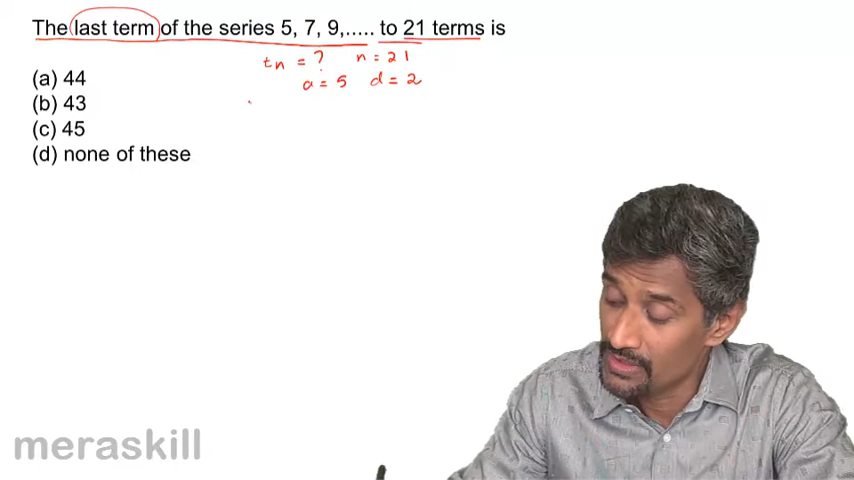 The last term of the series 5, 7, 9,..... to 21 terms is
tn = ? n = 21
a = 5 d = 2
(a) 44
(b) 43
(c) 45
(d) none of these
meraskill